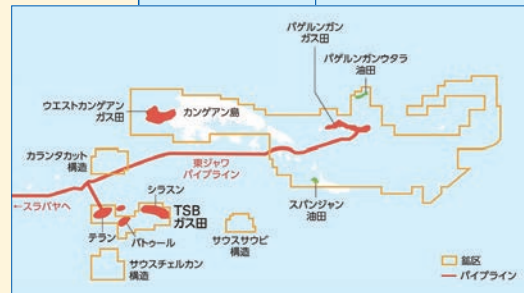 パゲルンガン
ガス田
パゲルンガンウタラ
油田
ウエストカンゲアン
ガス田
カンゲアン島
カランタカット
構造
東ジャワ
パイプライン
←スラバヤへ
シラスン
TSB
ガス田
スパンジャン
油田
テラン
バトゥール
サウスサウビ
構造
サウスチェルカン
構造
鉱区
パイプライン